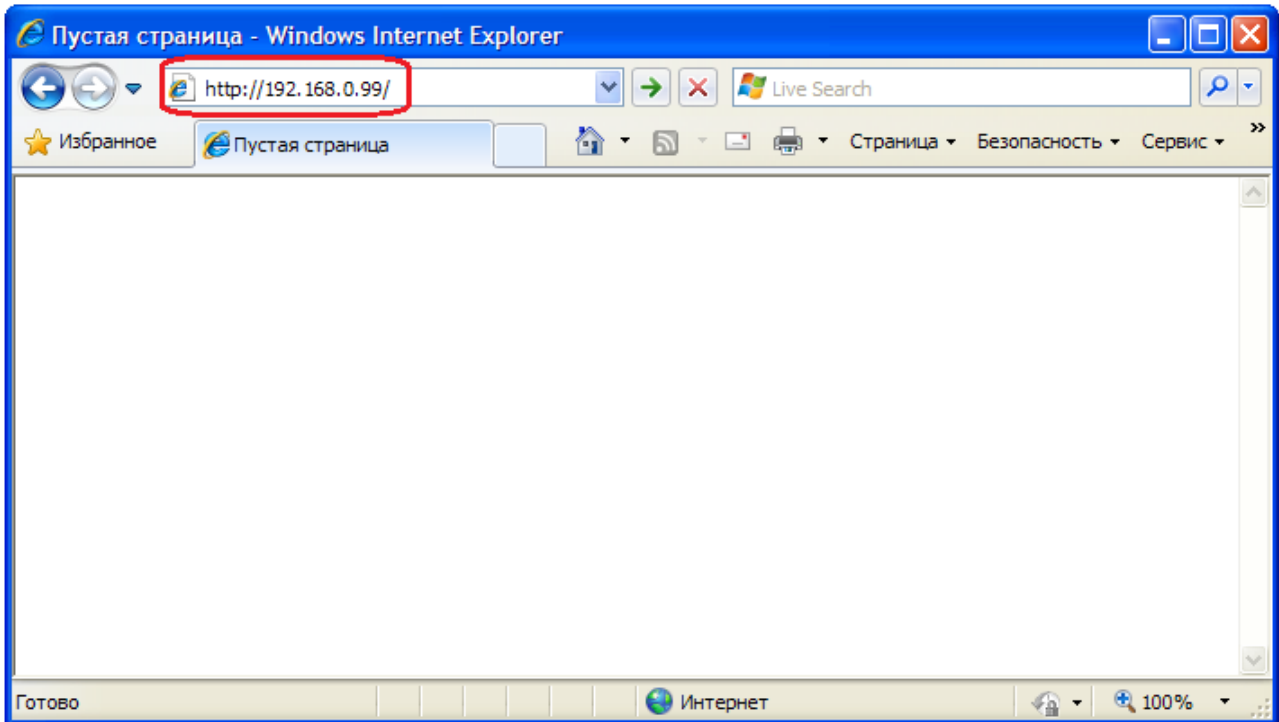 Пустая страница - Windows Internet Explorer
http://192.168.0.99/
Live Search
Избранное
Пустая страница
Страница
Безопасность
Сервис
»
Готово
Интернет
100%